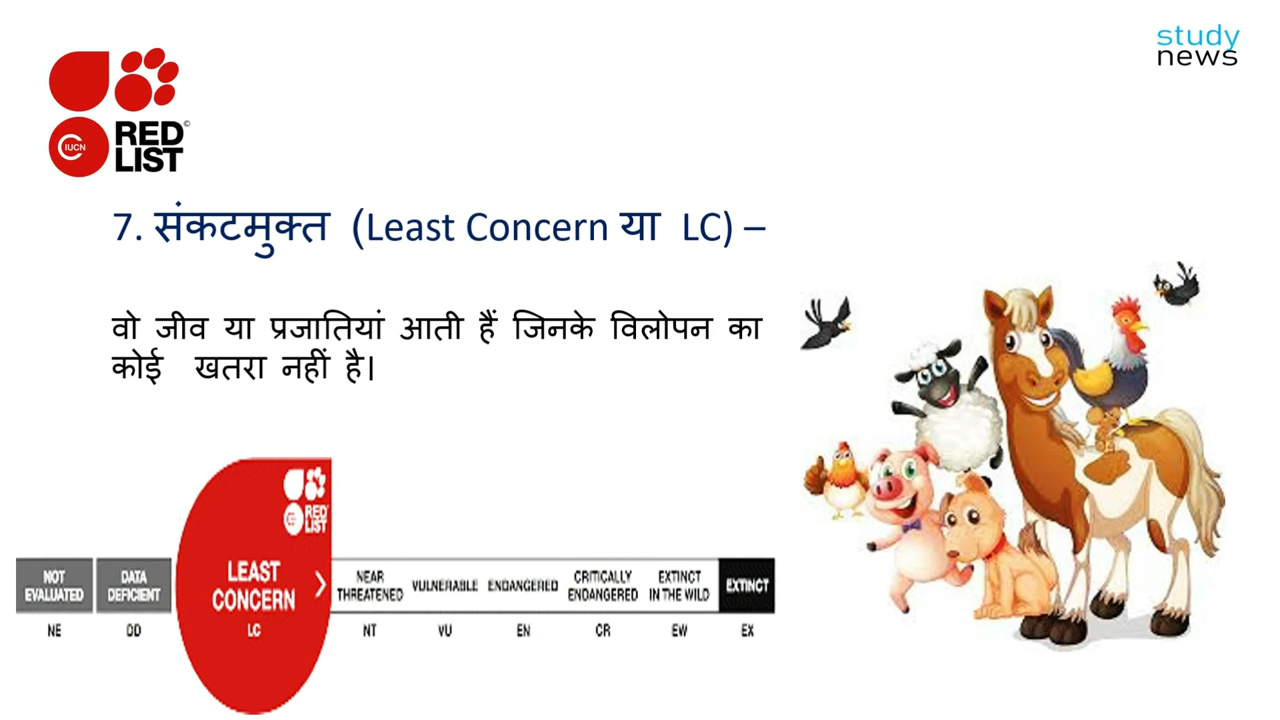 study
news
IUCN
RED©
LIST
7. संकटमुक्त (Least Concern या LC) –
वो जीव या प्रजातियां आती हैं जिनके विलोपन का
कोई खतरा नहीं है।
RED
LIST
NOT
EVALUATED
NE
DATA
DEFICIENT
DD
LEAST
CONCERN
LC
NEAR
THREATENED
NT
VULNERABLE
VU
ENDANGERED
EN
CRITICALLY
ENDANGERED
CR
EXTINCT
IN THE WILD
EW
EXTINCT
EX